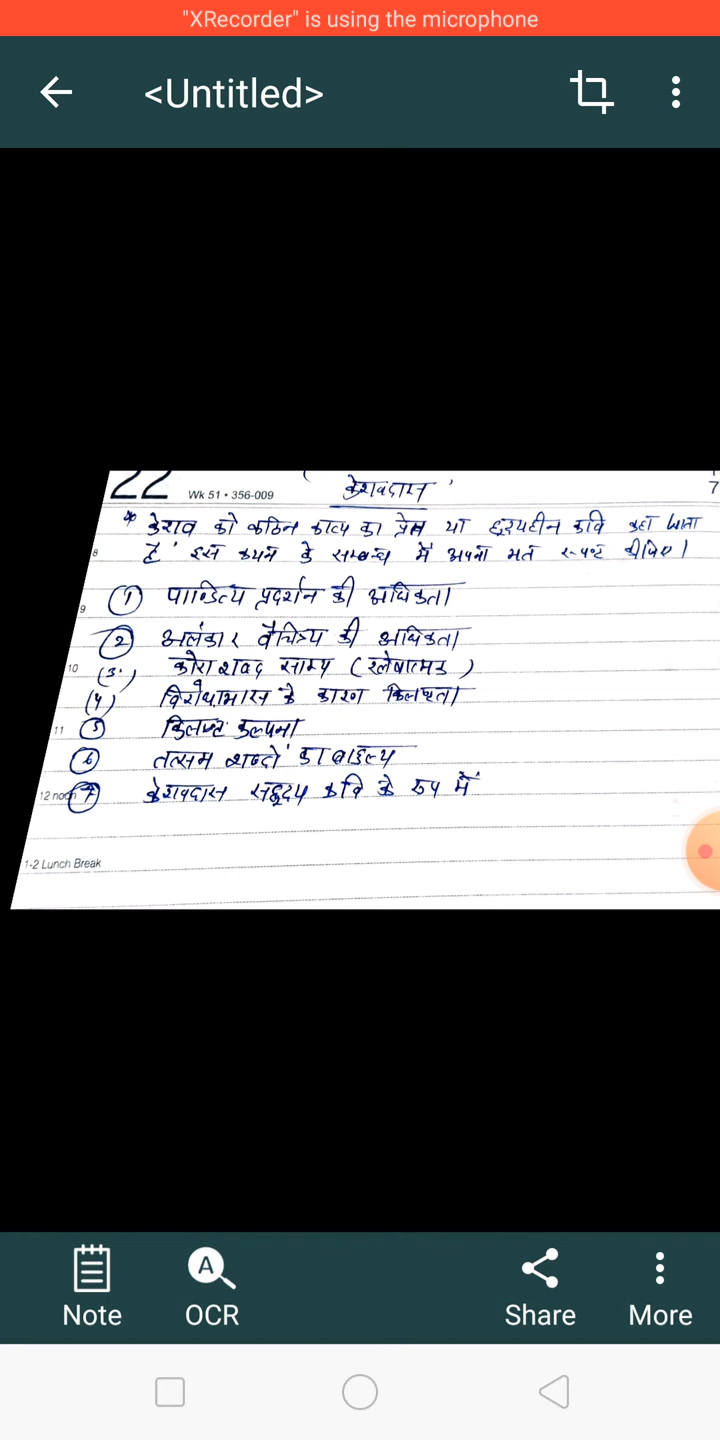 "XRecorder" is using the microphone
<Untitled>
22 Wk 51 • 356-009 केशवदास 7
* केशव को कठिन काव्य का प्रेत या हृदयहीन कवि कहा जाता
8 है' इस कथन के सम्बन्ध में अपना मत स्पष्ट कीजिए।
9 (1) पाण्डित्य प्रदर्शन की अधिकता
(2) अलंकार वैचित्र्य की अधिकता
10 (3.) कोरा शब्द साम्य (श्लेषात्मक)
(4) विरोधाभास के कारण क्लिष्टता
11 (5) क्लिष्ट कल्पना
(6) तत्सम शब्दों का बाहुल्य
12 noon (7) केशवदास सहृदय कवि के रूप में
1-2 Lunch Break
Note OCR Share More